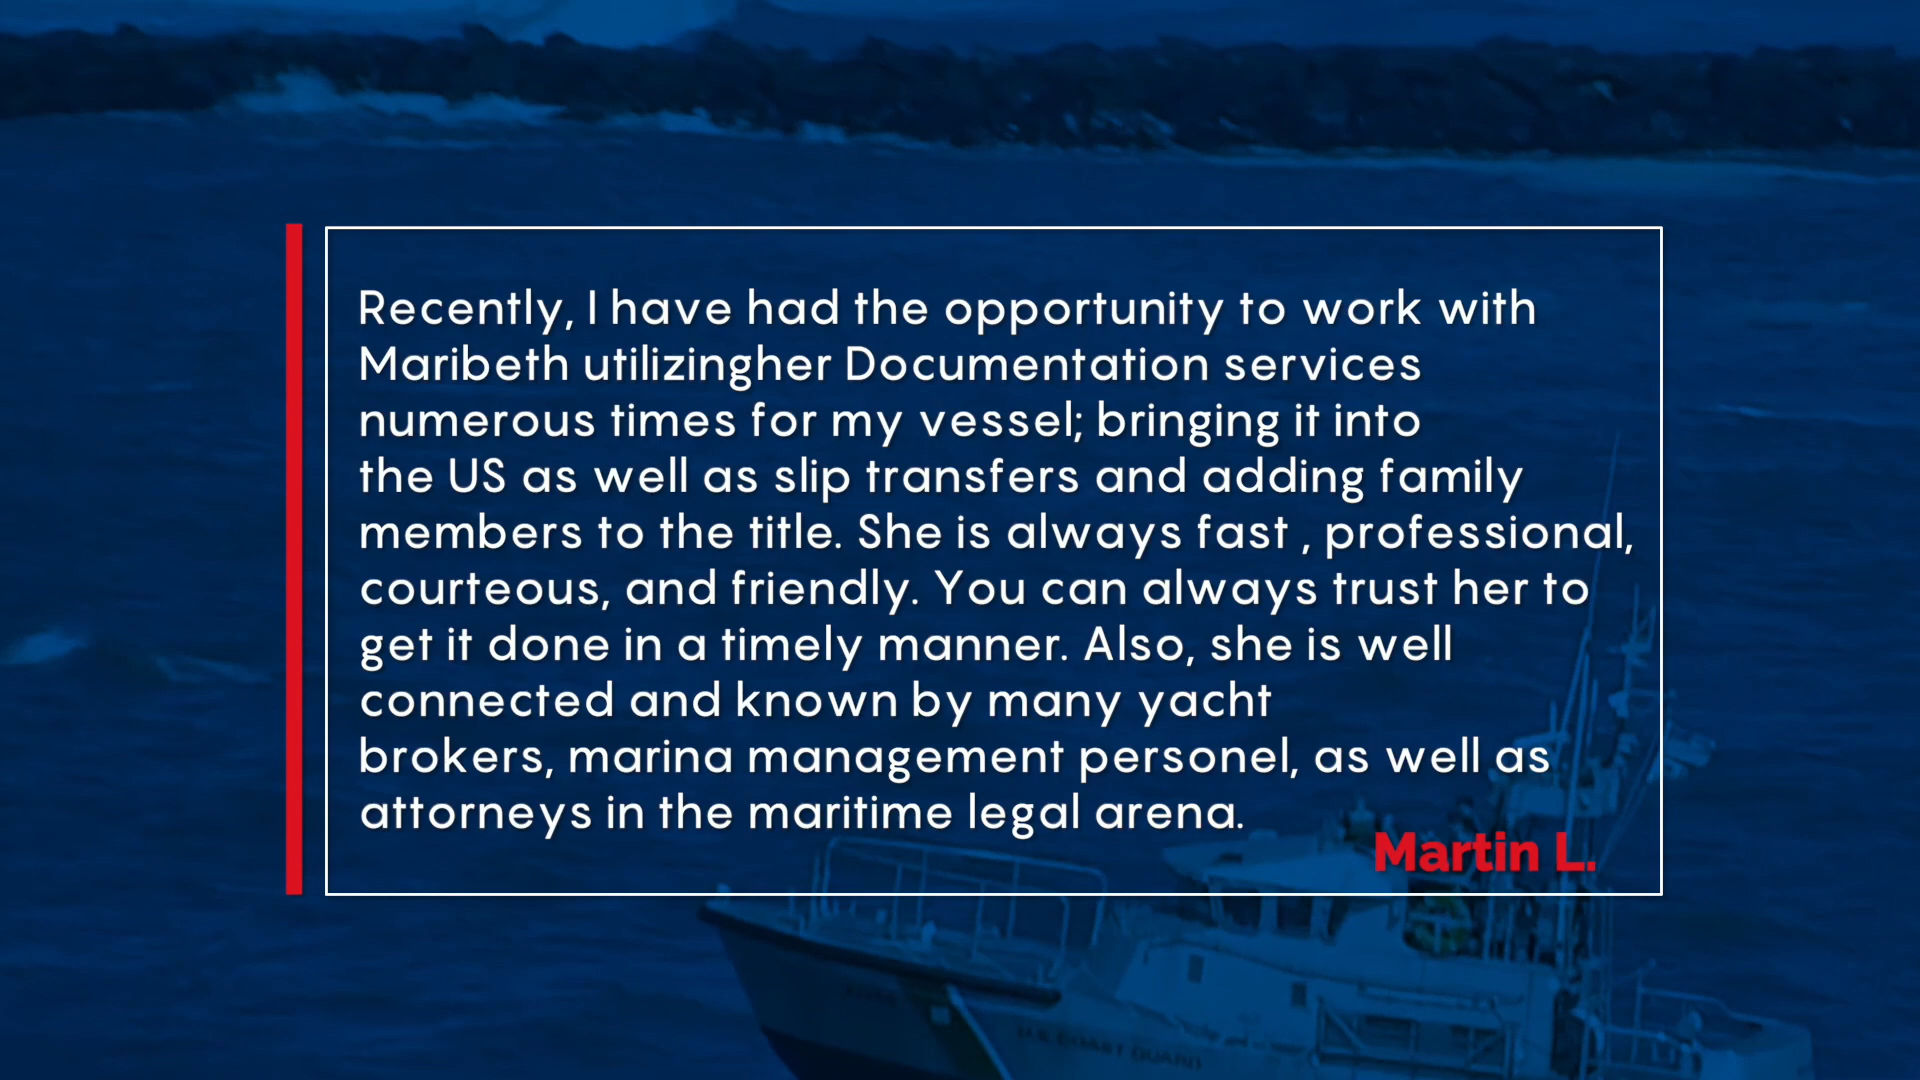 Recently, I have had the opportunity to work with
Maribeth utilizingher Documentation services
numerous times for my vessel; bringing it into
the US as well as slip transfers and adding family
members to the title. She is always fast , professional,
courteous, and friendly. You can always trust her to
get it done in a timely manner. Also, she is well
connected and known by many yacht
brokers, marina management personel, as well as
attorneys in the maritime legal arena.
Martin L.
U.S. COAST GUARD